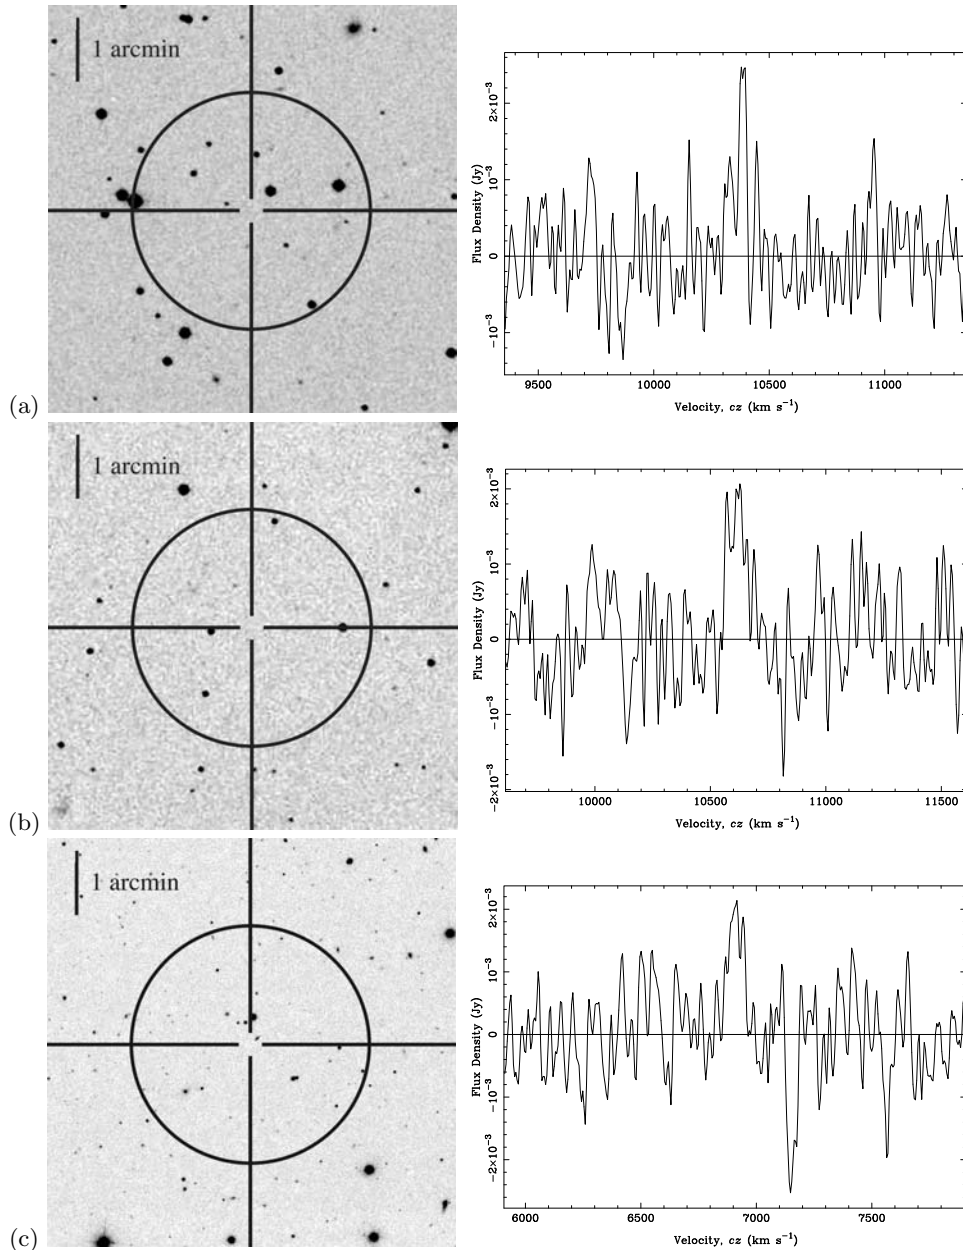 1 arcmin
Flux Density (Jy)
2×10⁻³
10⁻³
0
−10⁻³
9500 10000 10500 11000
Velocity, cz (km s⁻¹)
(a)
1 arcmin
Flux Density (Jy)
2×10⁻³
10⁻³
0
−10⁻³
−2×10⁻³
10000 10500 11000 11500
Velocity, cz (km s⁻¹)
(b)
1 arcmin
Flux Density (Jy)
2×10⁻³
10⁻³
0
−10⁻³
−2×10⁻³
6000 6500 7000 7500
Velocity, cz (km s⁻¹)
(c)